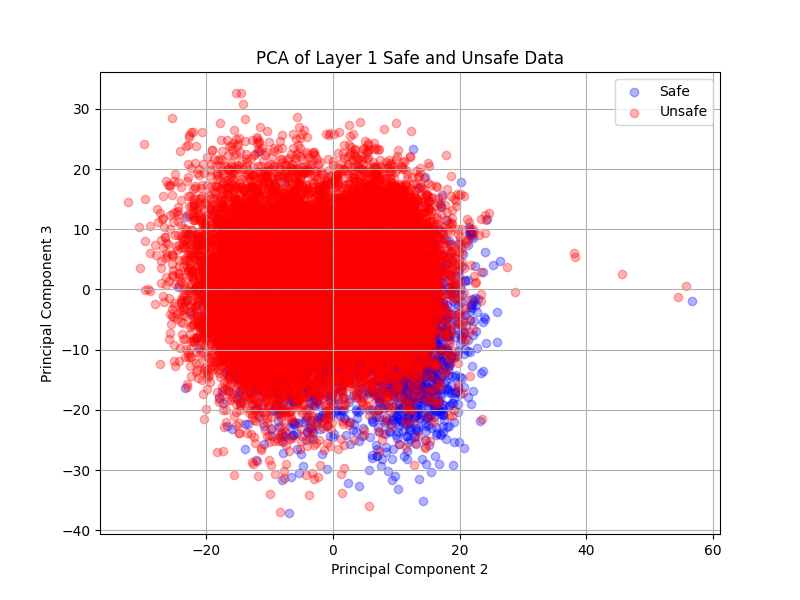 PCA of Layer 1 Safe and Unsafe Data
Safe
Unsafe
30
20
10
0
−10
−20
−30
−40
Principal Component 3
−20
0
20
40
60
Principal Component 2